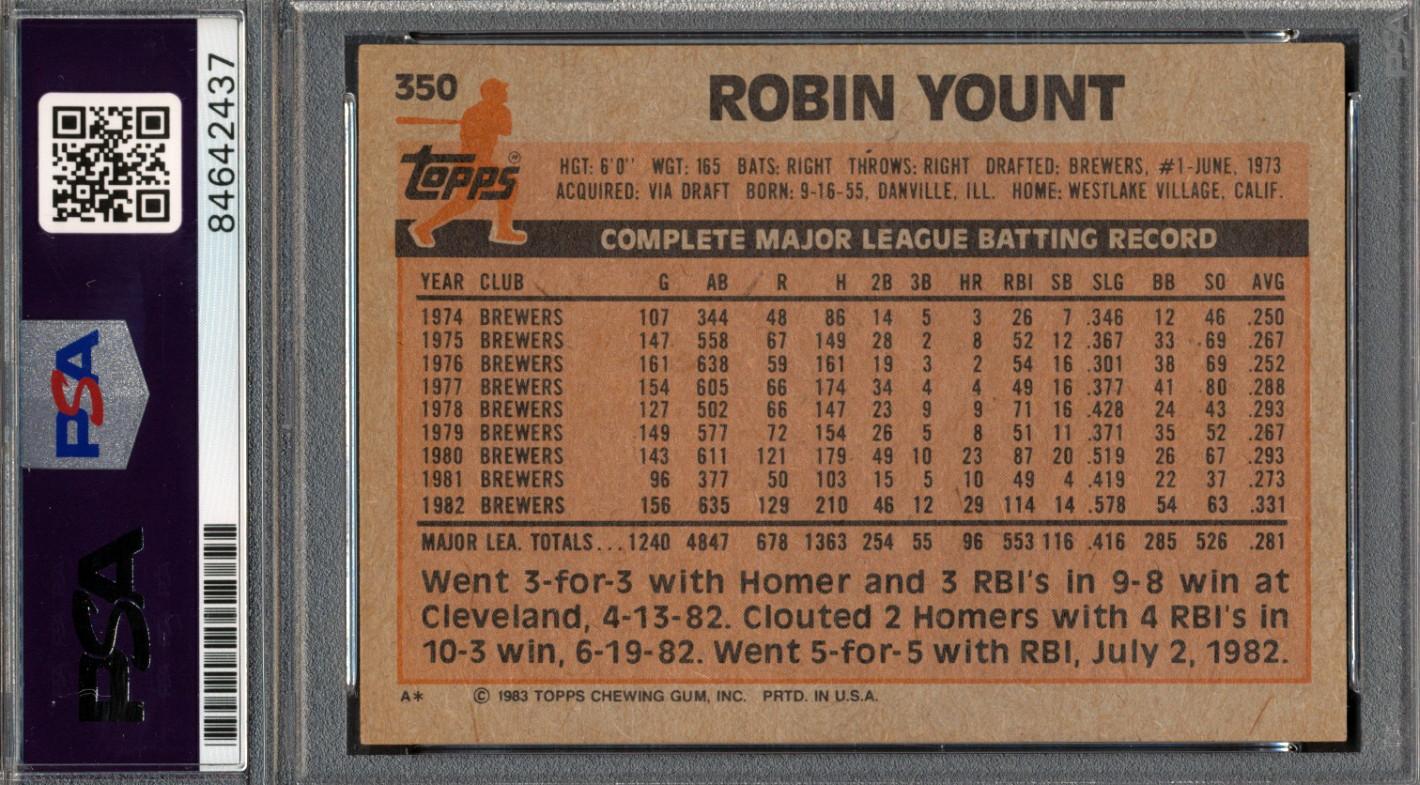 84642437
PSA
PSA
350
ROBIN YOUNT
topps®
HGT: 6'0'' WGT: 165 BATS: RIGHT THROWS: RIGHT DRAFTED: BREWERS, #1-JUNE, 1973
ACQUIRED: VIA DRAFT BORN: 9-16-55, DANVILLE, ILL. HOME: WESTLAKE VILLAGE, CALIF.
COMPLETE MAJOR LEAGUE BATTING RECORD
YEAR CLUB G AB R H 2B 3B HR RBI SB SLG BB SO AVG
1974 BREWERS 107 344 48 86 14 5 3 26 7 .346 12 46 .250
1975 BREWERS 147 558 67 149 28 2 8 52 12 .367 33 69 .267
1976 BREWERS 161 638 59 161 19 3 2 54 16 .301 38 69 .252
1977 BREWERS 154 605 66 174 34 4 4 49 16 .377 41 80 .288
1978 BREWERS 127 502 66 147 23 9 9 71 16 .428 24 43 .293
1979 BREWERS 149 577 72 154 26 5 8 51 11 .371 35 52 .267
1980 BREWERS 143 611 121 179 49 10 23 87 20 .519 26 67 .293
1981 BREWERS 96 377 50 103 15 5 10 49 4 .419 22 37 .273
1982 BREWERS 156 635 129 210 46 12 29 114 14 .578 54 63 .331
MAJOR LEA. TOTALS...1240 4847 678 1363 254 55 96 553 116 .416 285 526 .281
Went 3-for-3 with Homer and 3 RBI's in 9-8 win at
Cleveland, 4-13-82. Clouted 2 Homers with 4 RBI's in
10-3 win, 6-19-82. Went 5-for-5 with RBI, July 2, 1982.
A* © 1983 TOPPS CHEWING GUM, INC. PRTD. IN U.S.A.